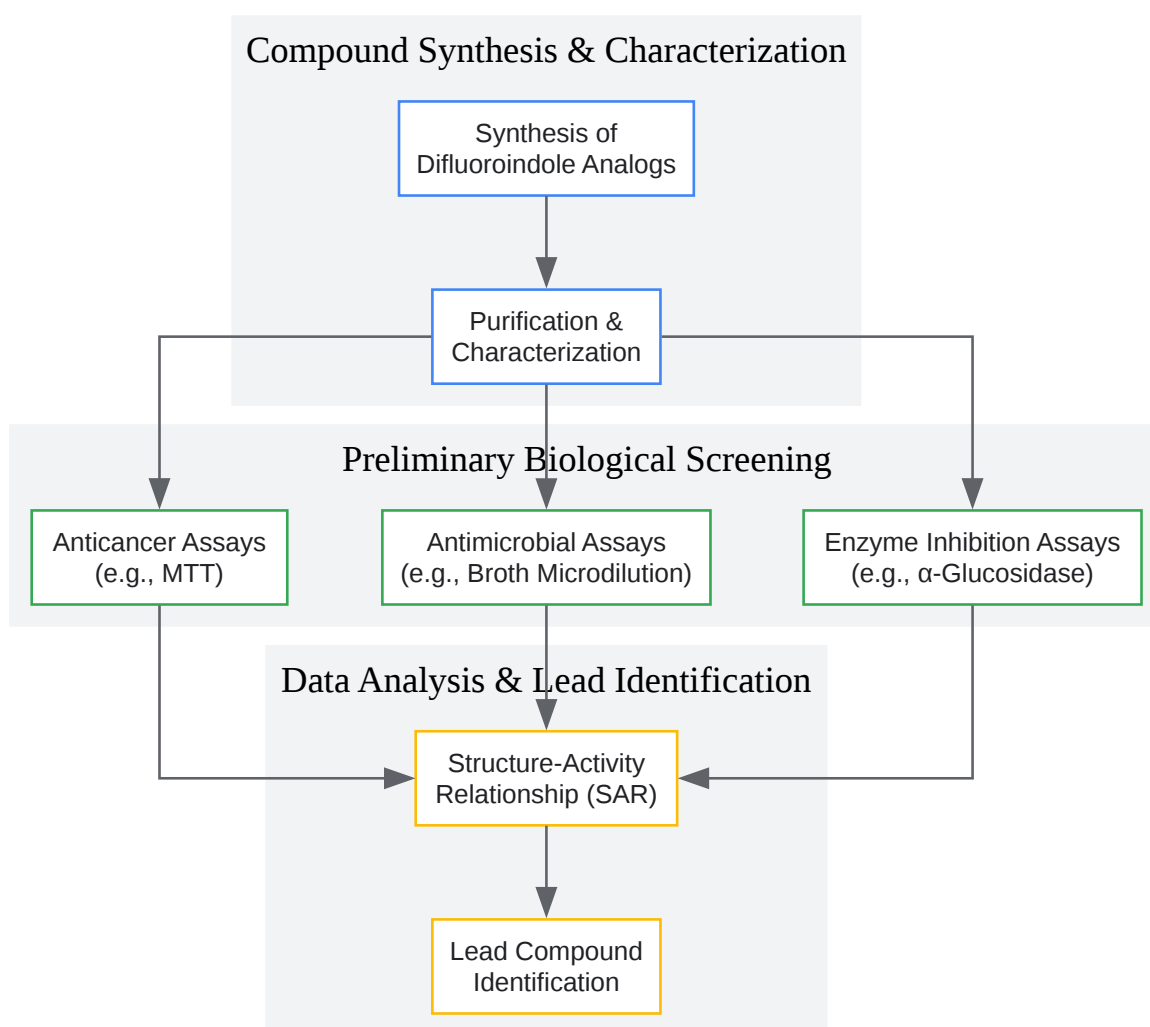 Compound Synthesis & Characterization
Synthesis of
Difluoroindole Analogs
Purification &
Characterization
Preliminary Biological Screening
Anticancer Assays
(e.g., MTT)
Antimicrobial Assays
(e.g., Broth Microdilution)
Enzyme Inhibition Assays
(e.g., α-Glucosidase)
Data Analysis & Lead Identification
Structure-Activity
Relationship (SAR)
Lead Compound
Identification